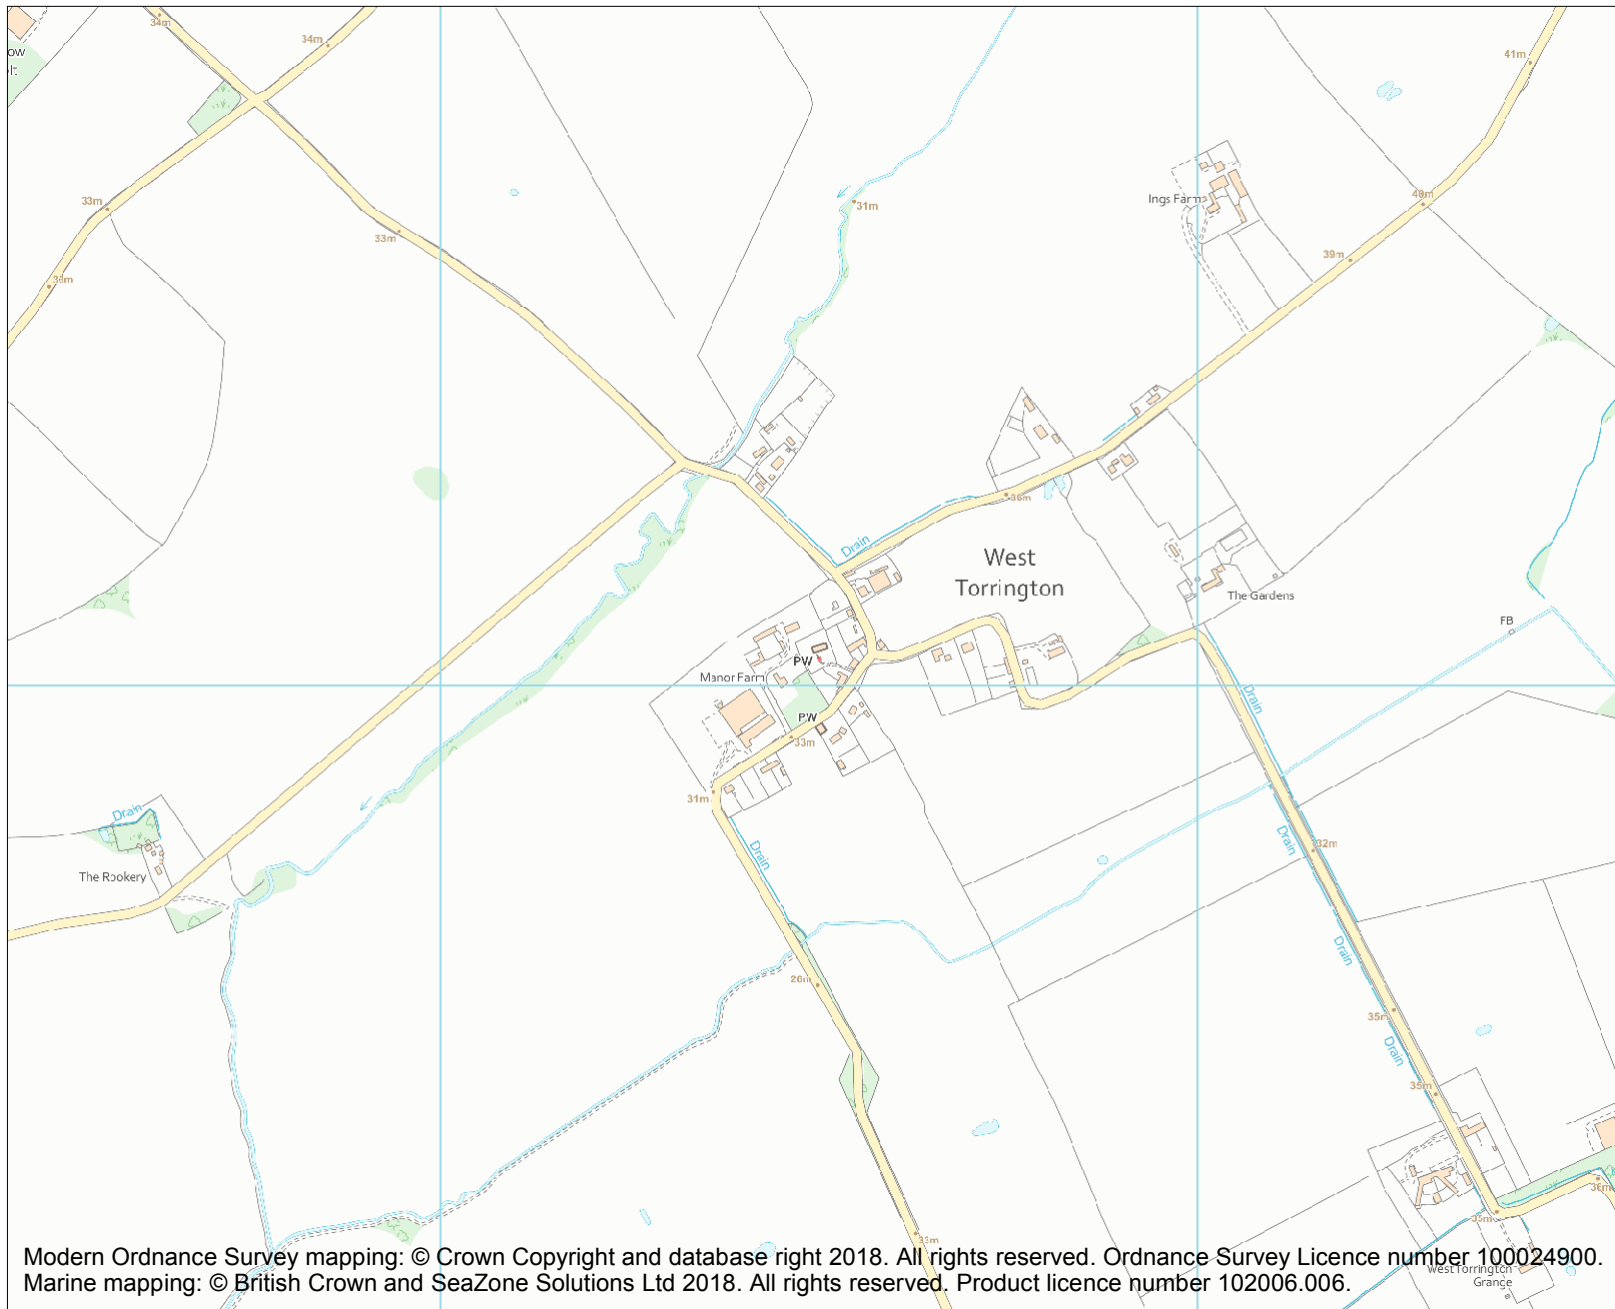 34m
34m
41m
ow
lt
33m
33m
31m
Ings Farm
40m
39m
36m
Drain
West
Torrington
The Gardens
FB
PW
Manor Farm
PW
33m
31m
Drain
Drain
The Rookery
Drain
Drain
32m
26m
Drain
35m
Drain
35m
33m
Modern Ordnance Survey mapping: © Crown Copyright and database right 2018. All rights reserved. Ordnance Survey Licence number 100024900.
Marine mapping: © British Crown and SeaZone Solutions Ltd 2018. All rights reserved. Product licence number 102006.006.
West Torrington
Grange